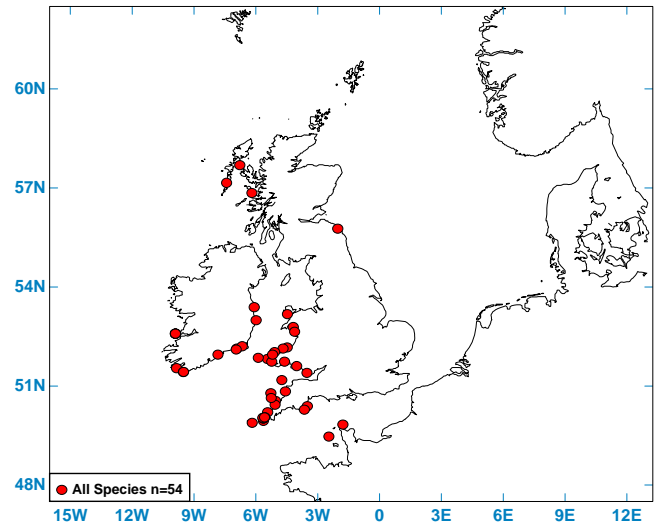 60N
57N
54N
51N
48N
All Species n=54
15W 12W 9W 6W 3W 0 3E 6E 9E 12E